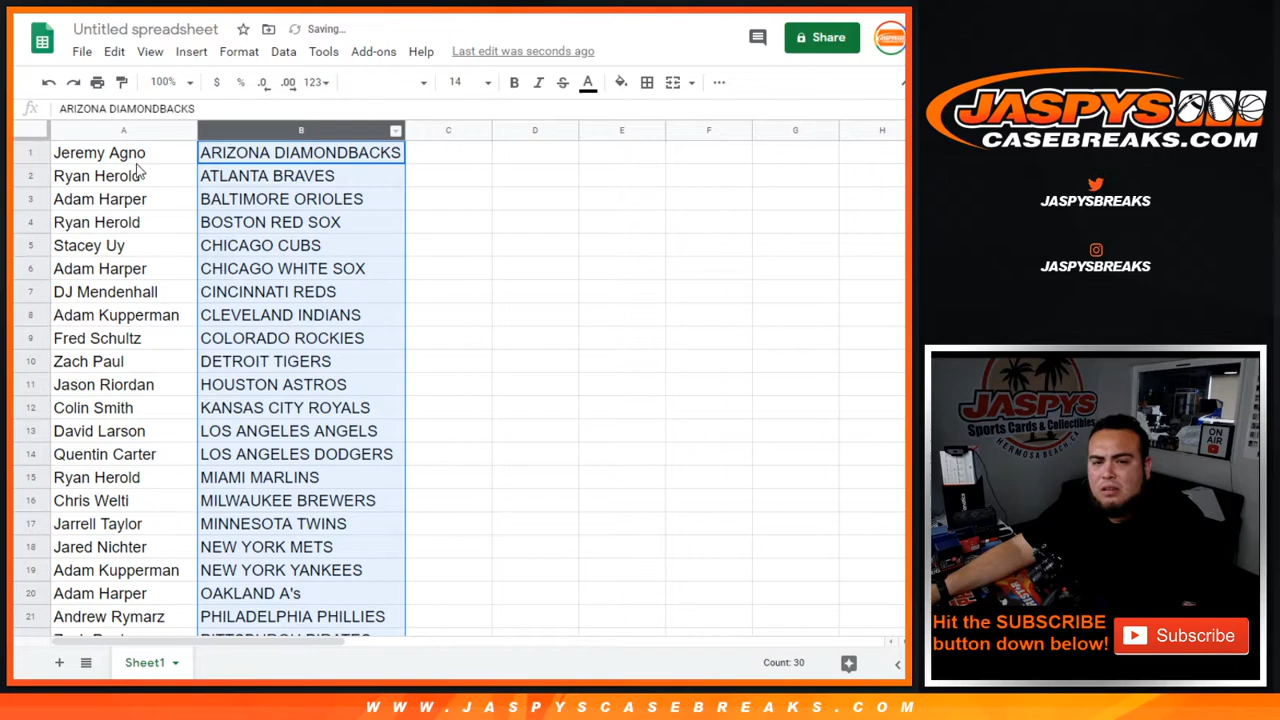 Untitled spreadsheet
Saving...
File Edit View Insert Format Data Tools Add-ons Help Last edit was seconds ago
Share
100% $ % .0 .00 123 14 B I S A
fx ARIZONA DIAMONDBACKS
A B C D E F G H
1 Jeremy Agno ARIZONA DIAMONDBACKS
2 Ryan Herold ATLANTA BRAVES
3 Adam Harper BALTIMORE ORIOLES
4 Ryan Herold BOSTON RED SOX
5 Stacey Uy CHICAGO CUBS
6 Adam Harper CHICAGO WHITE SOX
7 DJ Mendenhall CINCINNATI REDS
8 Adam Kupperman CLEVELAND INDIANS
9 Fred Schultz COLORADO ROCKIES
10 Zach Paul DETROIT TIGERS
11 Jason Riordan HOUSTON ASTROS
12 Colin Smith KANSAS CITY ROYALS
13 David Larson LOS ANGELES ANGELS
14 Quentin Carter LOS ANGELES DODGERS
15 Ryan Herold MIAMI MARLINS
16 Chris Welti MILWAUKEE BREWERS
17 Jarrell Taylor MINNESOTA TWINS
18 Jared Nichter NEW YORK METS
19 Adam Kupperman NEW YORK YANKEES
20 Adam Harper OAKLAND A's
21 Andrew Rymarz PHILADELPHIA PHILLIES
PITTSBURGH PIRATES
Sheet1
Count: 30
JASPYS
CASEBREAKS.COM
JASPYSBREAKS
JASPYSBREAKS
JASPYS
Sports Cards & Collectibles
HERMOSA BEACH, CA
ON
AIR
Hit the SUBSCRIBE
button down below!
Subscribe
WWW.JASPYSCASEBREAKS.COM